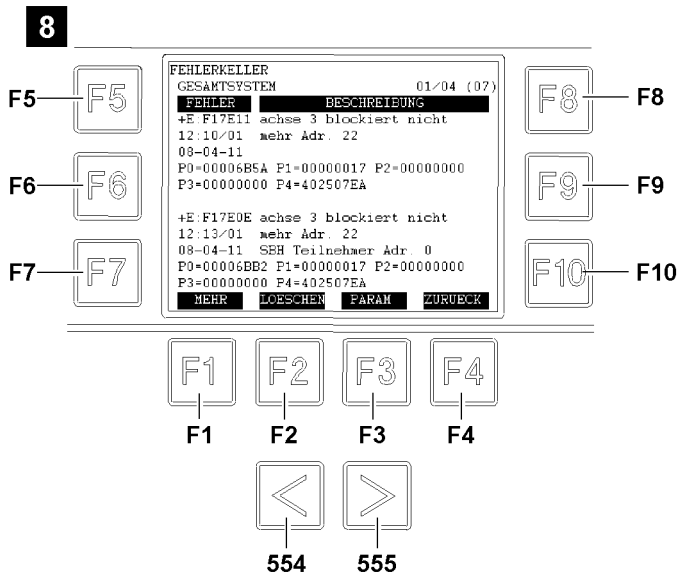 8
FEHLERKELLER
GESAMTSYSTEM 01/04 (07)
FEHLER BESCHREIBUNG
+E:F17E11 achse 3 blockiert nicht
12:10/01 mehr Adr. 22
08-04-11
P0=00006B5A P1=00000017 P2=00000000
P3=00000000 P4=402507EA
+E:F17E0E achse 3 blockiert nicht
12:13/01 mehr Adr. 22
08-04-11 SBH Teilnehmer Adr. 0
P0=00006BB2 P1=00000017 P2=00000000
P3=00000000 P4=402507EA
MEHR LOESCHEN PARAM ZURUECK
F5 F5
F6 F6
F7 F7
F8 F8
F9 F9
F10 F10
F1 F2 F3 F4
F1 F2 F3 F4
< >
554 555